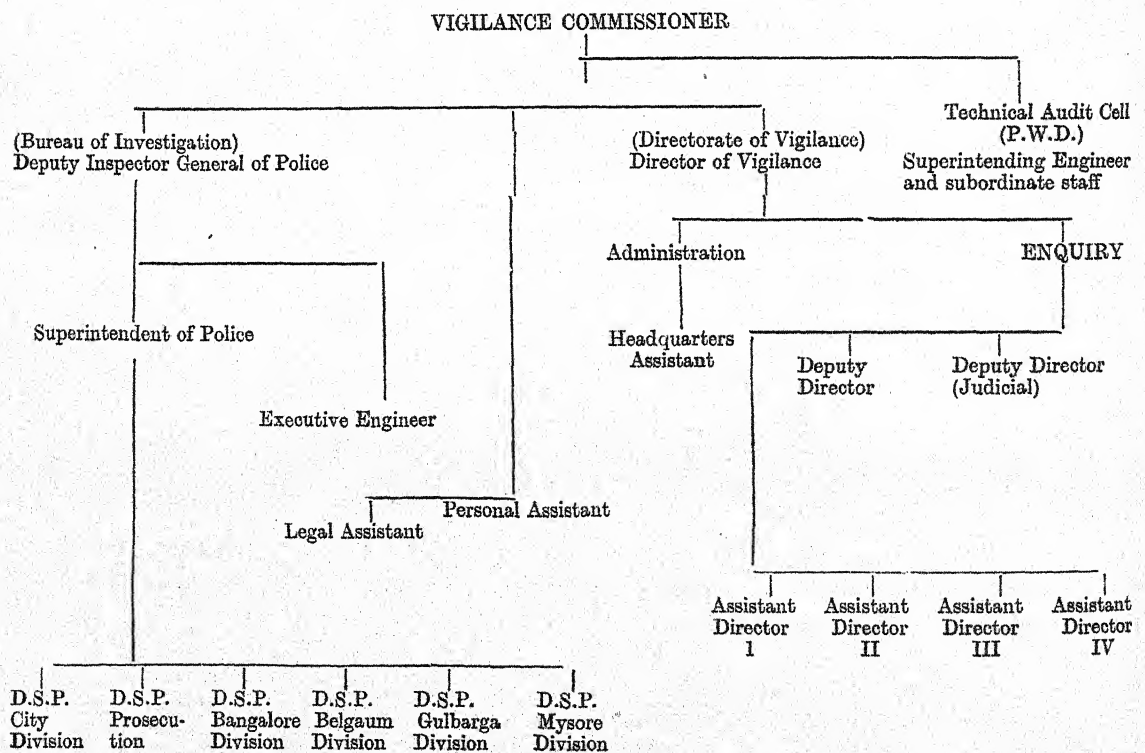 VIGILANCE COMMISSIONER
Technical Audit Cell
(P.W.D.)
Superintending Engineer
and subordinate staff
(Bureau of Investigation)
Deputy Inspector General of Police
(Directorate of Vigilance)
Director of Vigilance
Administration
ENQUIRY
Superintendent of Police
Headquarters
Assistant
Deputy
Director
Deputy Director
(Judicial)
Executive Engineer
Legal Assistant
Personal Assistant
Assistant
Director
1
Assistant
Director
II
Assistant
Director
III
Assistant
Director
IV
D.S.P.
City
Division
D.S.P.
Prosecu-
tion
D.S.P.
Bangalore
Division
D.S.P.
Belgaum
Division
D.S.P.
Gulbarga
Division
D.S.P.
Mysore
Division